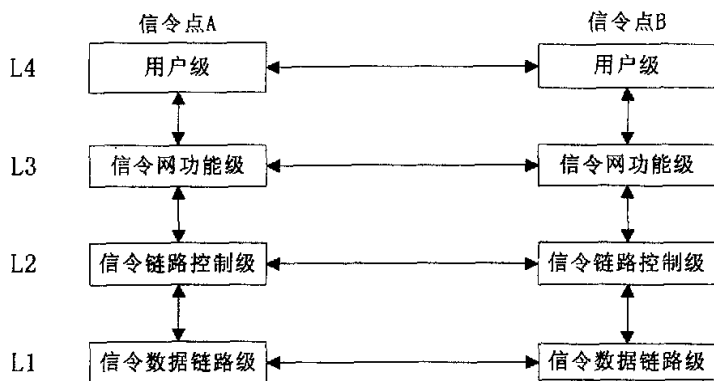 信令点A 信令点B
L4 用户级 用户级
L3 信令网功能级 信令网功能级
L2 信令链路控制级 信令链路控制级
L1 信令数据链路级 信令数据链路级